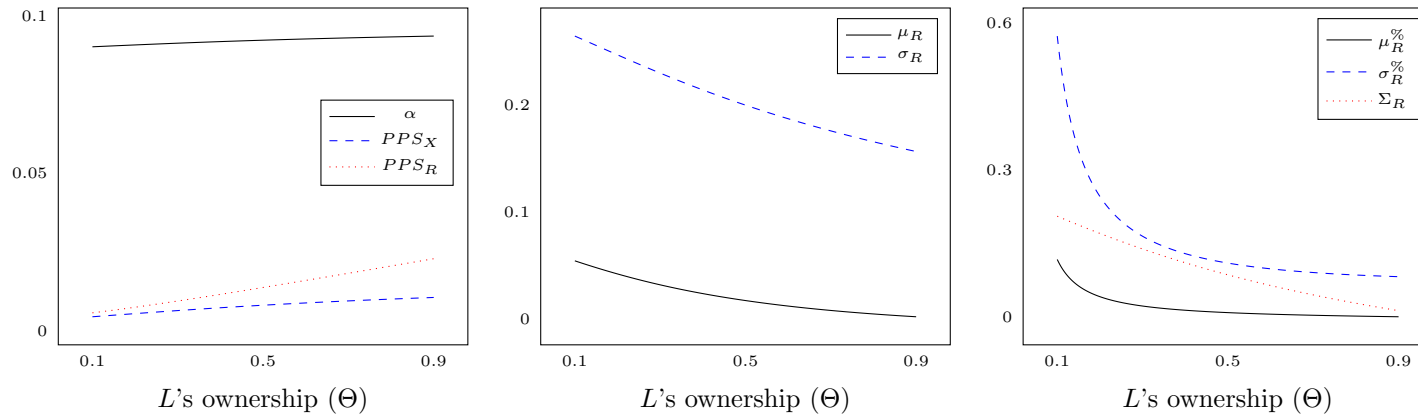 0.1
0.05
0
α
PPS_X
PPS_R
0.1 0.5 0.9
L's ownership (Θ)
0.2
0.1
0
μ_R
σ_R
0.1 0.5 0.9
L's ownership (Θ)
0.6
0.3
0
μ_R^%
σ_R^%
Σ_R
0.1 0.5 0.9
L's ownership (Θ)